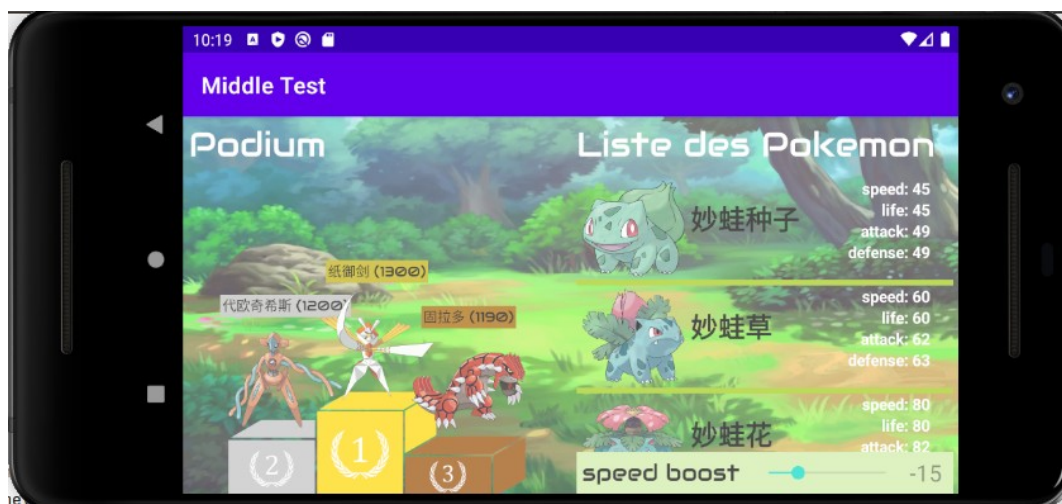 10:19
Middle Test
Podium
纸御剑 (1300)
代欧奇希斯 (1200)
固拉多 (1190)
1
2
3
Liste des Pokemon
妙蛙种子
speed: 45
life: 45
attack: 49
defense: 49
妙蛙草
speed: 60
life: 60
attack: 62
defense: 63
妙蛙花
speed: 80
life: 80
attack: 82
speed boost
-15